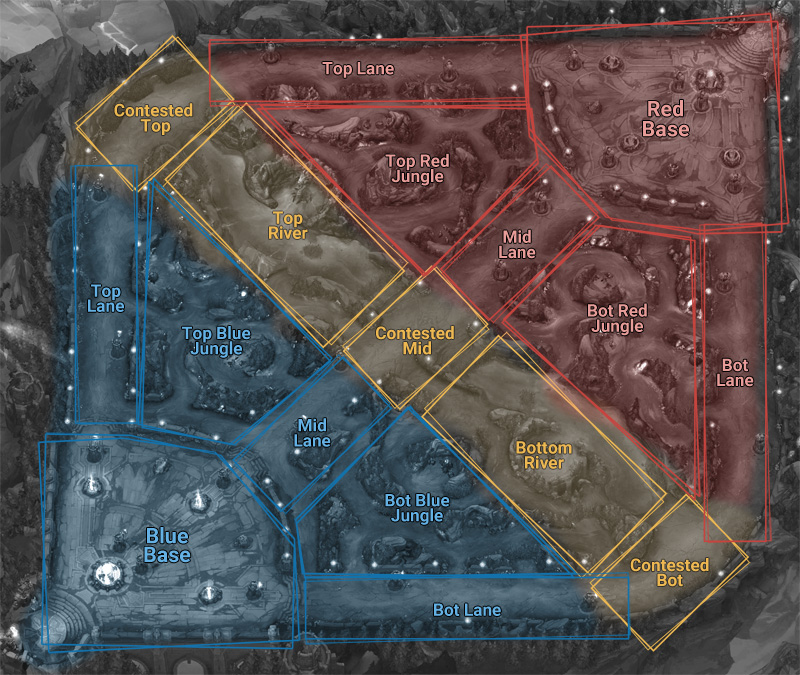 Top Lane
Contested
Top
Red
Base
Top Red
Jungle
Top
River
Mid
Lane
Top
Lane
Bot Red
Jungle
Top Blue
Jungle
Contested
Mid
Bot
Lane
Mid
Lane
Bottom
River
Bot Blue
Jungle
Blue
Base
Contested
Bot
Bot Lane